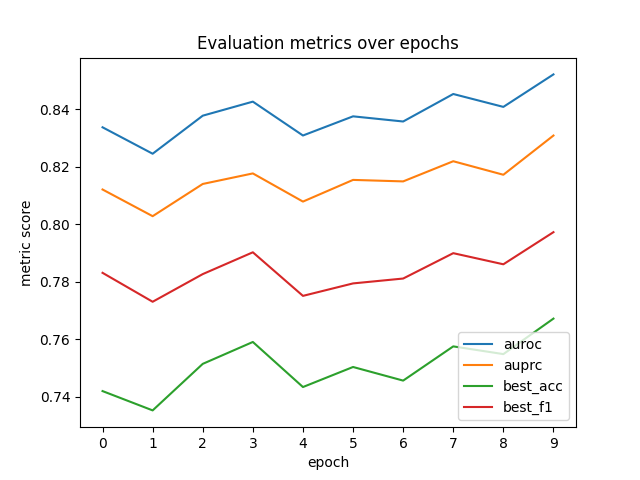 Evaluation metrics over epochs
metric score
0.84
0.82
0.80
0.78
0.76
0.74
0 1 2 3 4 5 6 7 8 9
epoch
auroc
auprc
best_acc
best_f1